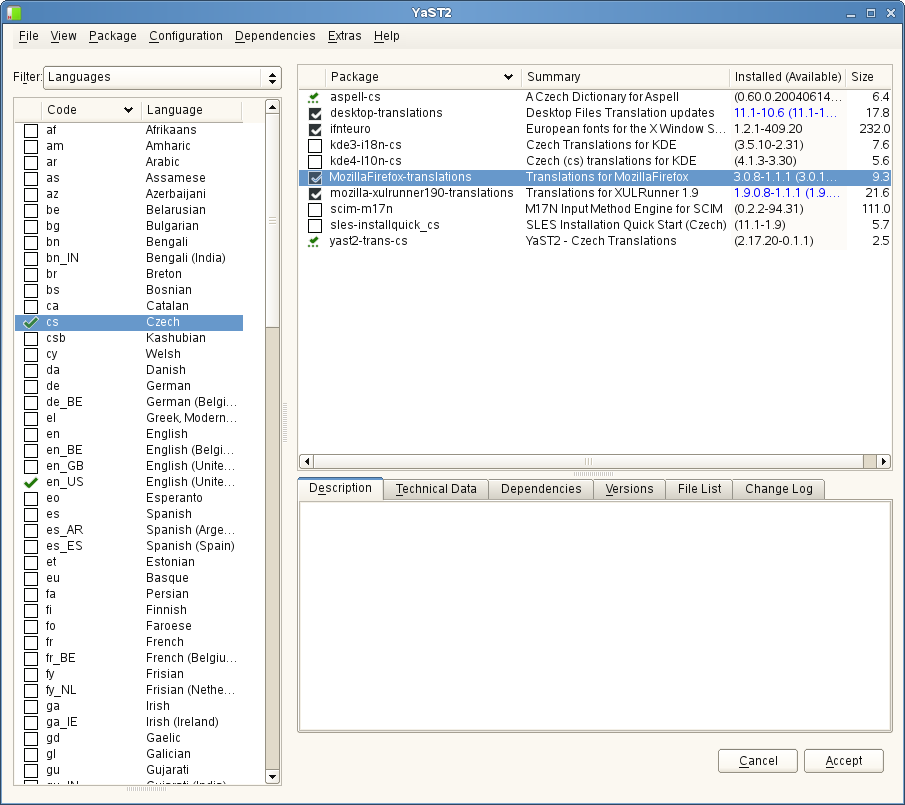 YaST2
File View Package Configuration Dependencies Extras Help
Filter: Languages
Code Language
af Afrikaans
am Amharic
ar Arabic
as Assamese
az Azerbaijani
be Belarusian
bg Bulgarian
bn Bengali
bn_IN Bengali (India)
br Breton
bs Bosnian
ca Catalan
cs Czech
csb Kashubian
cy Welsh
da Danish
de German
de_BE German (Belgi...
el Greek, Modern...
en English
en_BE English (Belgi...
en_GB English (Unite...
en_US English (Unite...
eo Esperanto
es Spanish
es_AR Spanish (Arge...
es_ES Spanish (Spain)
et Estonian
eu Basque
fa Persian
fi Finnish
fo Faroese
fr French
fr_BE French (Belgiu...
fy Frisian
fy_NL Frisian (Nethe...
ga Irish
ga_IE Irish (Ireland)
gd Gaelic
gl Galician
gu Gujarati
Package Summary Installed (Available) Size
aspell-cs A Czech Dictionary for Aspell (0.60.0.20040614... 6.4
desktop-translations Desktop Files Translation updates 11.1-10.6 (11.1-1... 17.8
ifnteuro European fonts for the X Window S... 1.2.1-409.20 232.0
kde3-i18n-cs Czech Translations for KDE (3.5.10-2.31) 7.6
kde4-l10n-cs Czech (cs) translations for KDE (4.1.3-3.30) 5.6
MozillaFirefox-translations Translations for MozillaFirefox 3.0.8-1.1.1 (3.0.1... 9.3
mozilla-xulrunner190-translations Translations for XULRunner 1.9 1.9.0.8-1.1.1 (1.9.... 21.6
scim-m17n M17N Input Method Engine for SCIM (0.2.2-94.31) 111.0
sles-installquick_cs SLES Installation Quick Start (Czech) (11.1-1.9) 5.7
yast2-trans-cs YaST2 - Czech Translations (2.17.20-0.1.1) 2.5
Description Technical Data Dependencies Versions File List Change Log
Cancel Accept